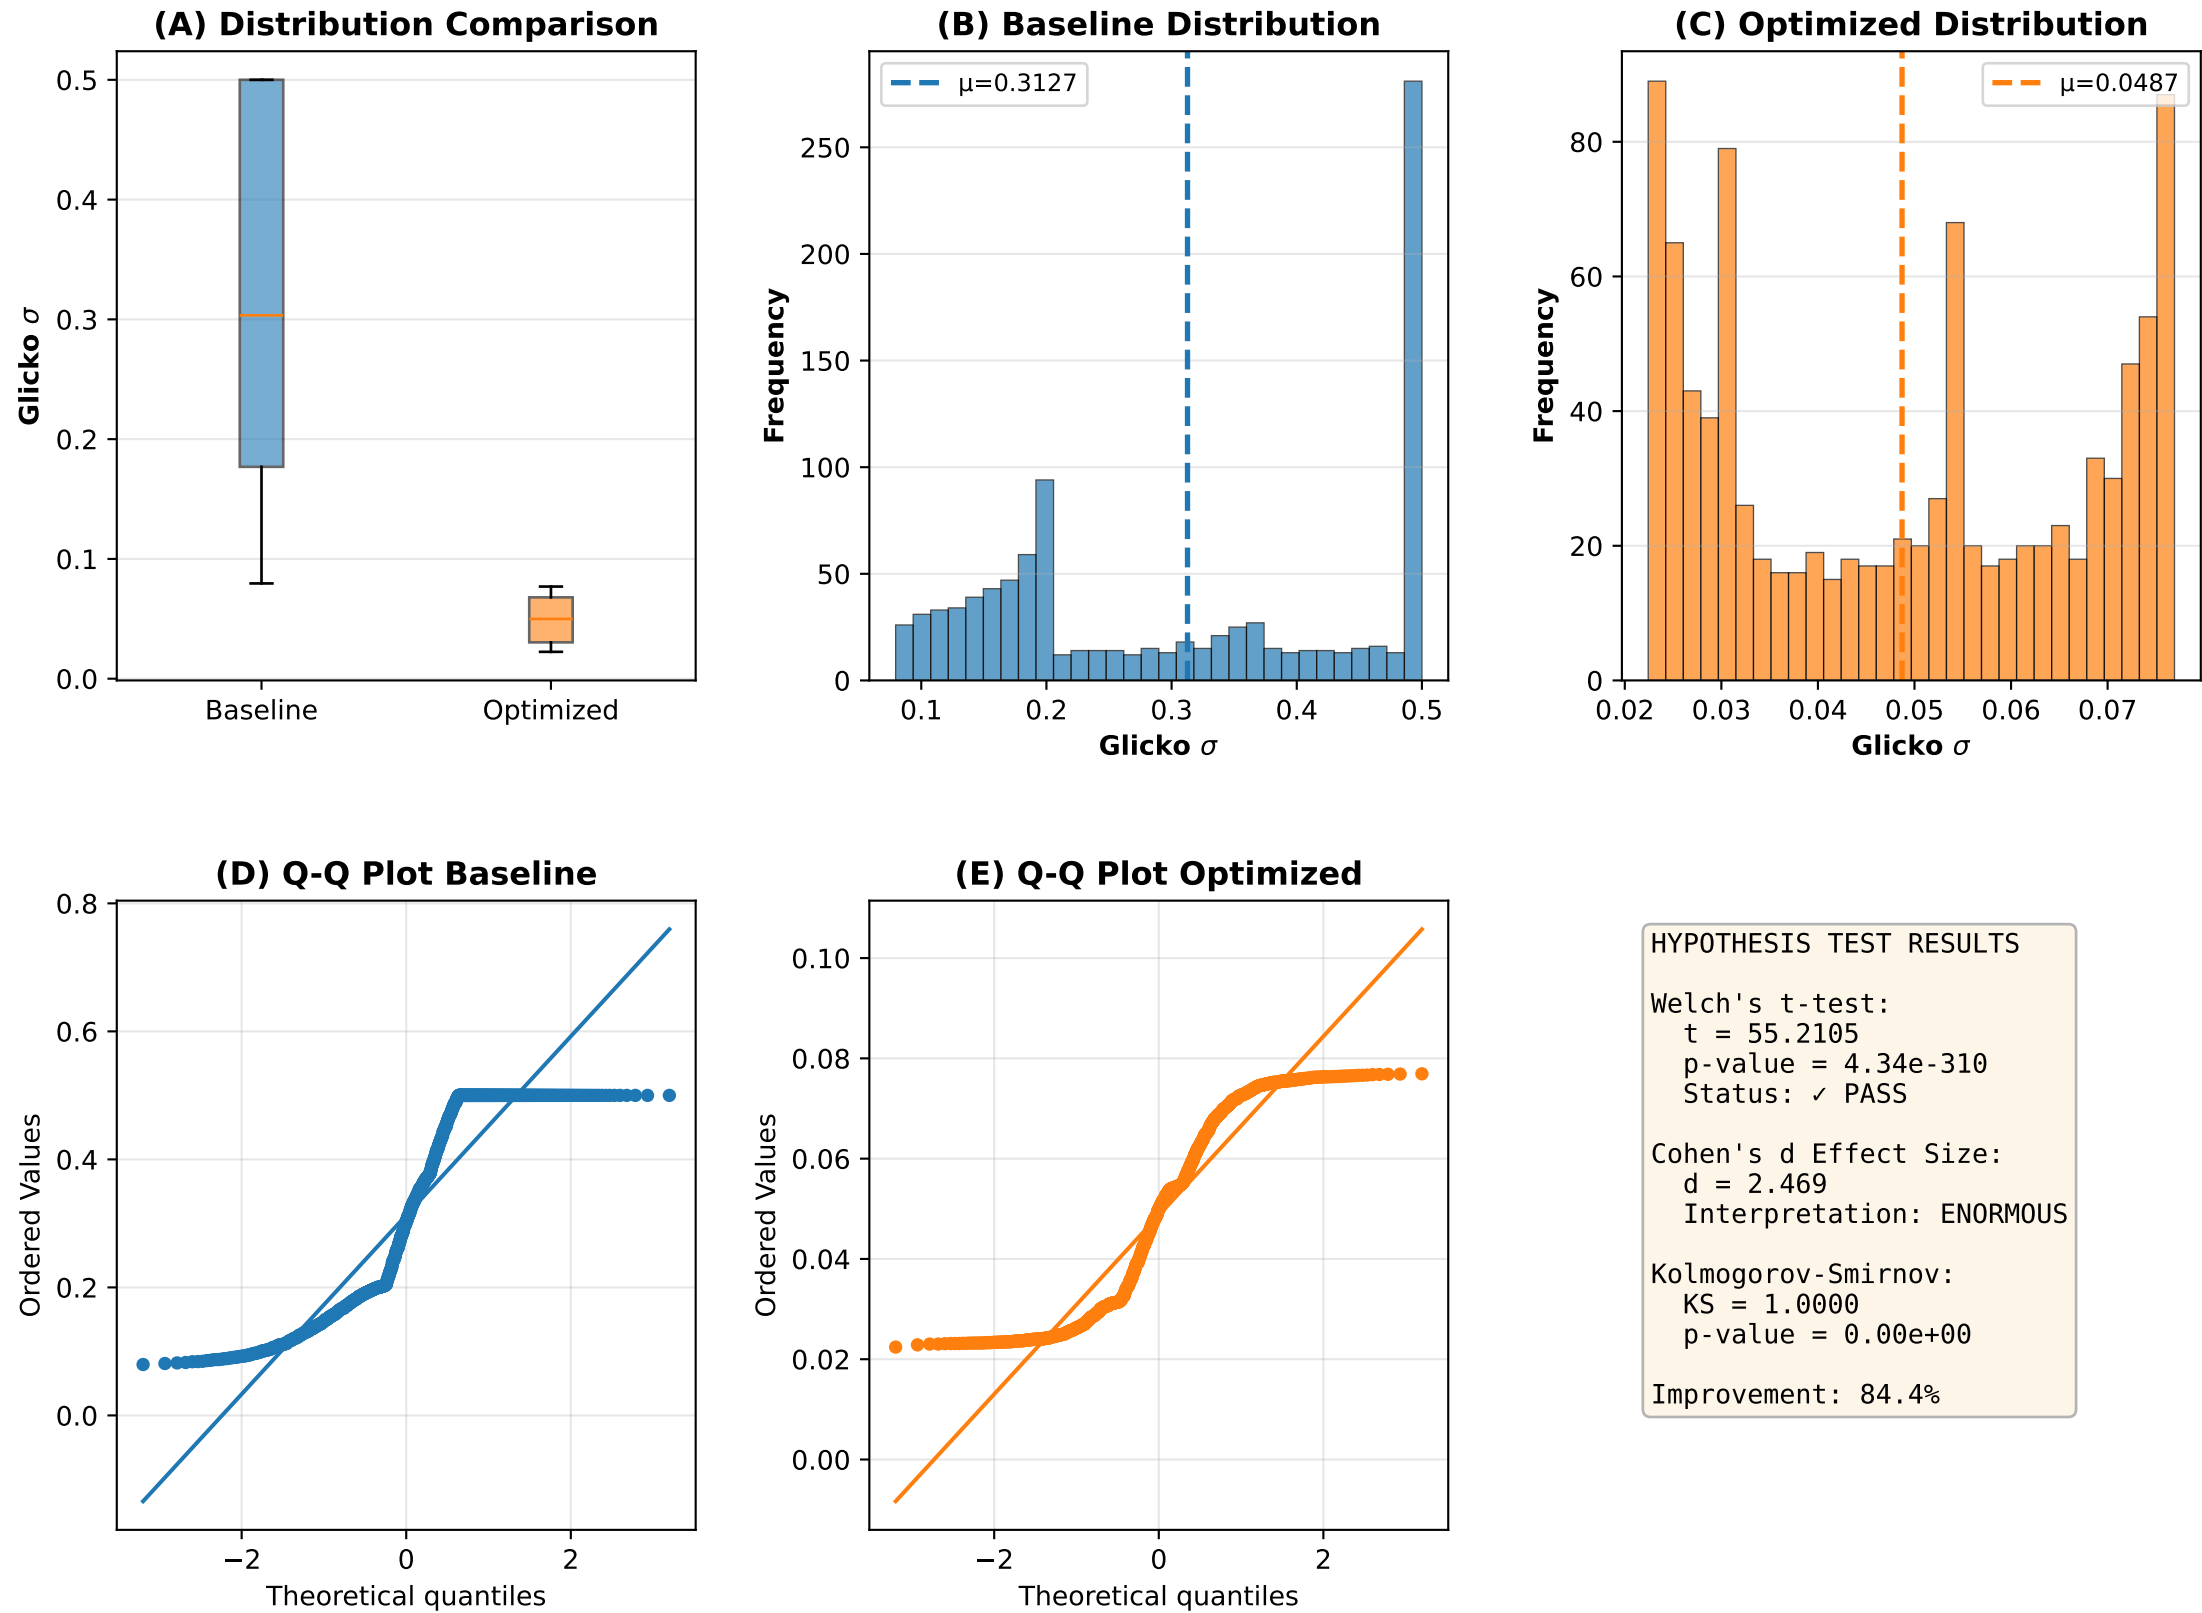 (A) Distribution Comparison
Glicko σ
0.5
0.4
0.3
0.2
0.1
0.0
Baseline Optimized
(B) Baseline Distribution
μ=0.3127
Frequency
250
200
150
100
50
0
0.1 0.2 0.3 0.4 0.5
Glicko σ
(C) Optimized Distribution
μ=0.0487
Frequency
80
60
40
20
0
0.02 0.03 0.04 0.05 0.06 0.07
Glicko σ
(D) Q-Q Plot Baseline
Ordered Values
0.8
0.6
0.4
0.2
0.0
−2 0 2
Theoretical quantiles
(E) Q-Q Plot Optimized
Ordered Values
0.10
0.08
0.06
0.04
0.02
0.00
−2 0 2
Theoretical quantiles
HYPOTHESIS TEST RESULTS
Welch's t-test:
t = 55.2105
p-value = 4.34e-310
Status: ✓ PASS
Cohen's d Effect Size:
d = 2.469
Interpretation: ENORMOUS
Kolmogorov-Smirnov:
KS = 1.0000
p-value = 0.00e+00
Improvement: 84.4%